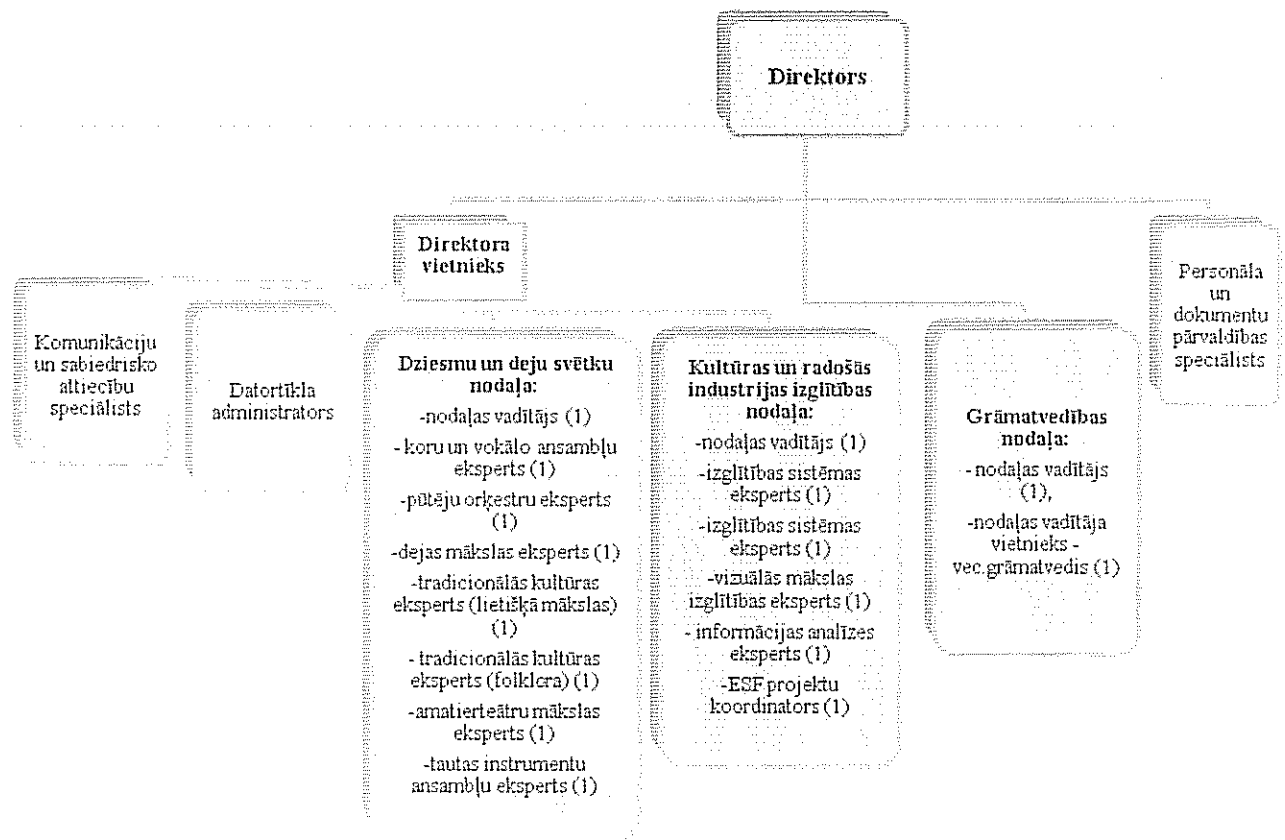 Direktors
Direktora
vietnieks
Komunikāciju
un sabiedrisko
attiecību
speciālists
Datortīkla
administrators
Dziesmu un deju svētku
nodaļa:
-nodaļas vadītājs (1)
- koru un vokālo ansambļu
eksperts (1)
-pūtēju orķestru eksperts
(1)
-dejas mākslas eksperts (1)
-tradicionālās kultūras
eksperts (lietišķā mākslas)
(1)
- tradicionālās kultūras
eksperts (folklora) (1)
-amatierteātru mākslas
eksperts (1)
-tautas instrumentu
ansambļu eksperts (1)
Kultūras un radošās
industrijas izglītības
nodaļa:
-nodaļas vadītājs (1)
-izglītības sistēmas
eksperts (1)
-izglītības sistēmas
eksperts (1)
-vizuālās mākslas
izglītības eksperts (1)
- informācijas analīzes
eksperts (1)
-ESF projektu
koordinators (1)
Grāmatvedības
nodaļa:
- nodaļas vadītājs
(1),
-nodaļas vadītāja
vietnieks -
vec.grāmatvedis (1)
Personāla
un
dokumentu
pārvaldības
speciālists